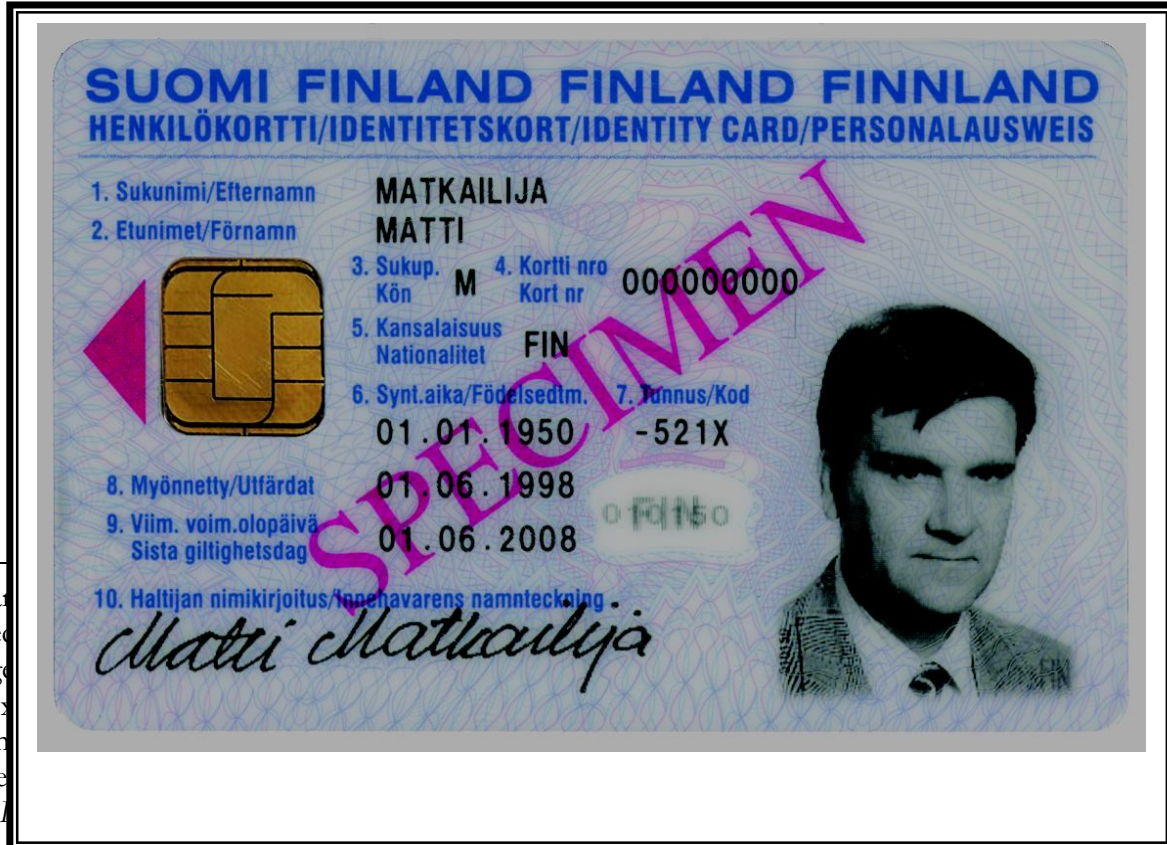 SUOMI FINLAND FINLAND FINNLAND
HENKILÖKORTTI/IDENTITETSKORT/IDENTITY CARD/PERSONALAUSWEIS
1. Sukunimi/Efternamn MATKAILIJA
2. Etunimet/Förnamn MATTI
3. Sukup. M 4. Kortti nro 000000000
Kön Kort nr
5. Kansalaisuus FIN
Nationalitet
6. Synt.aika/Födelsedtm. 7. Tunnus/Kod
01.01.1950 -521X
8. Myönnetty/Utfärdat 01.06.1998
9. Viim. voim.olopäivä 01.06.2008
Sista giltighetsdag
10. Haltijan nimikirjoitus/Innehavarens namnteckning
Matti Matkailija
SPECIMEN